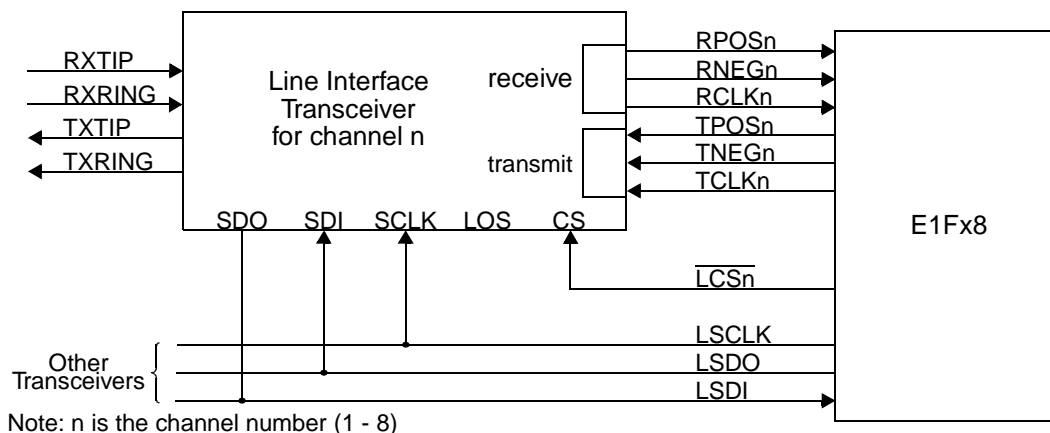 RXTIP
RXRING
TXTIP
TXRING
Line Interface
Transceiver
for channel n
receive
transmit
SDO SDI SCLK LOS CS
RPOSn
RNEGn
RCLKn
TPOSn
TNEGn
TCLKn
E1Fx8
LCSn
LSCLK
LSDO
LSDI
Other
Transceivers
Note: n is the channel number (1 - 8)